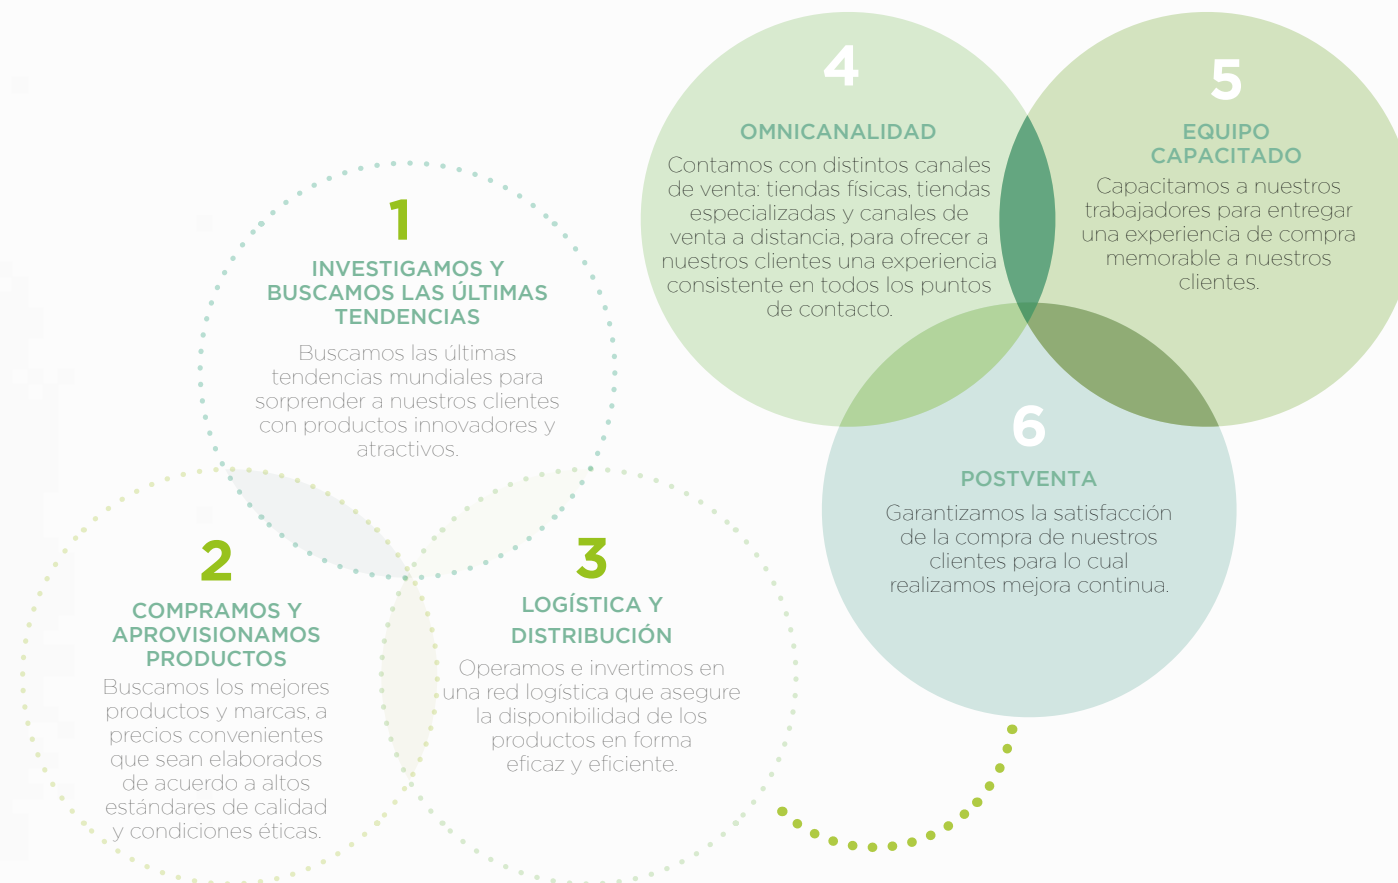 1
INVESTIGAMOS Y
BUSCAMOS LAS ÚLTIMAS
TENDENCIAS
Buscamos las últimas
tendencias mundiales para
sorprender a nuestros clientes
con productos innovadores y
atractivos.
2
COMPRAMOS Y
APROVISIONAMOS
PRODUCTOS
Buscamos los mejores
productos y marcas, a
precios convenientes
que sean elaborados
de acuerdo a altos
estándares de calidad
y condiciones éticas.
3
LOGÍSTICA Y
DISTRIBUCIÓN
Operamos e invertimos en
una red logística que asegure
la disponibilidad de los
productos en forma
eficaz y eficiente.
4
OMNICANALIDAD
Contamos con distintos canales
de venta: tiendas físicas, tiendas
especializadas y canales de
venta a distancia, para ofrecer a
nuestros clientes una experiencia
consistente en todos los puntos
de contacto.
5
EQUIPO
CAPACITADO
Capacitamos a nuestros
trabajadores para entregar
una experiencia de compra
memorable a nuestros
clientes.
6
POSTVENTA
Garantizamos la satisfacción
de la compra de nuestros
clientes para lo cual
realizamos mejora continua.